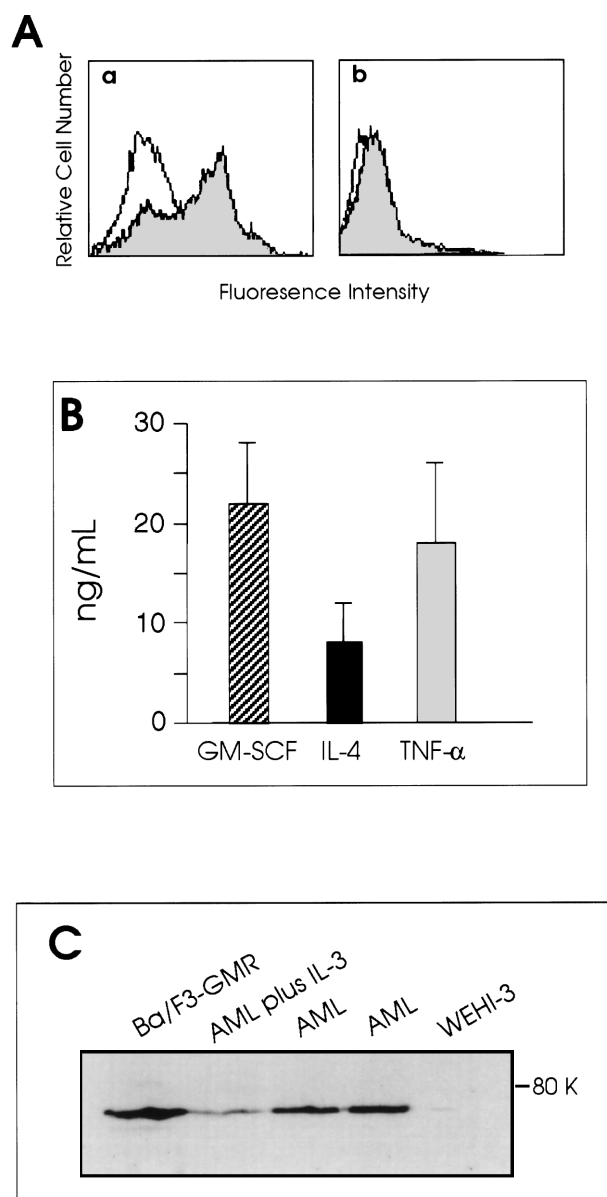 A
a
b
Relative Cell Number
Fluoresence Intensity
B
30
20
10
0
ng/mL
GM-SCF IL-4 TNF-α
C
Ba/F3-GMR
AML plus IL-3
AML
AML
WEHI-3
80 K